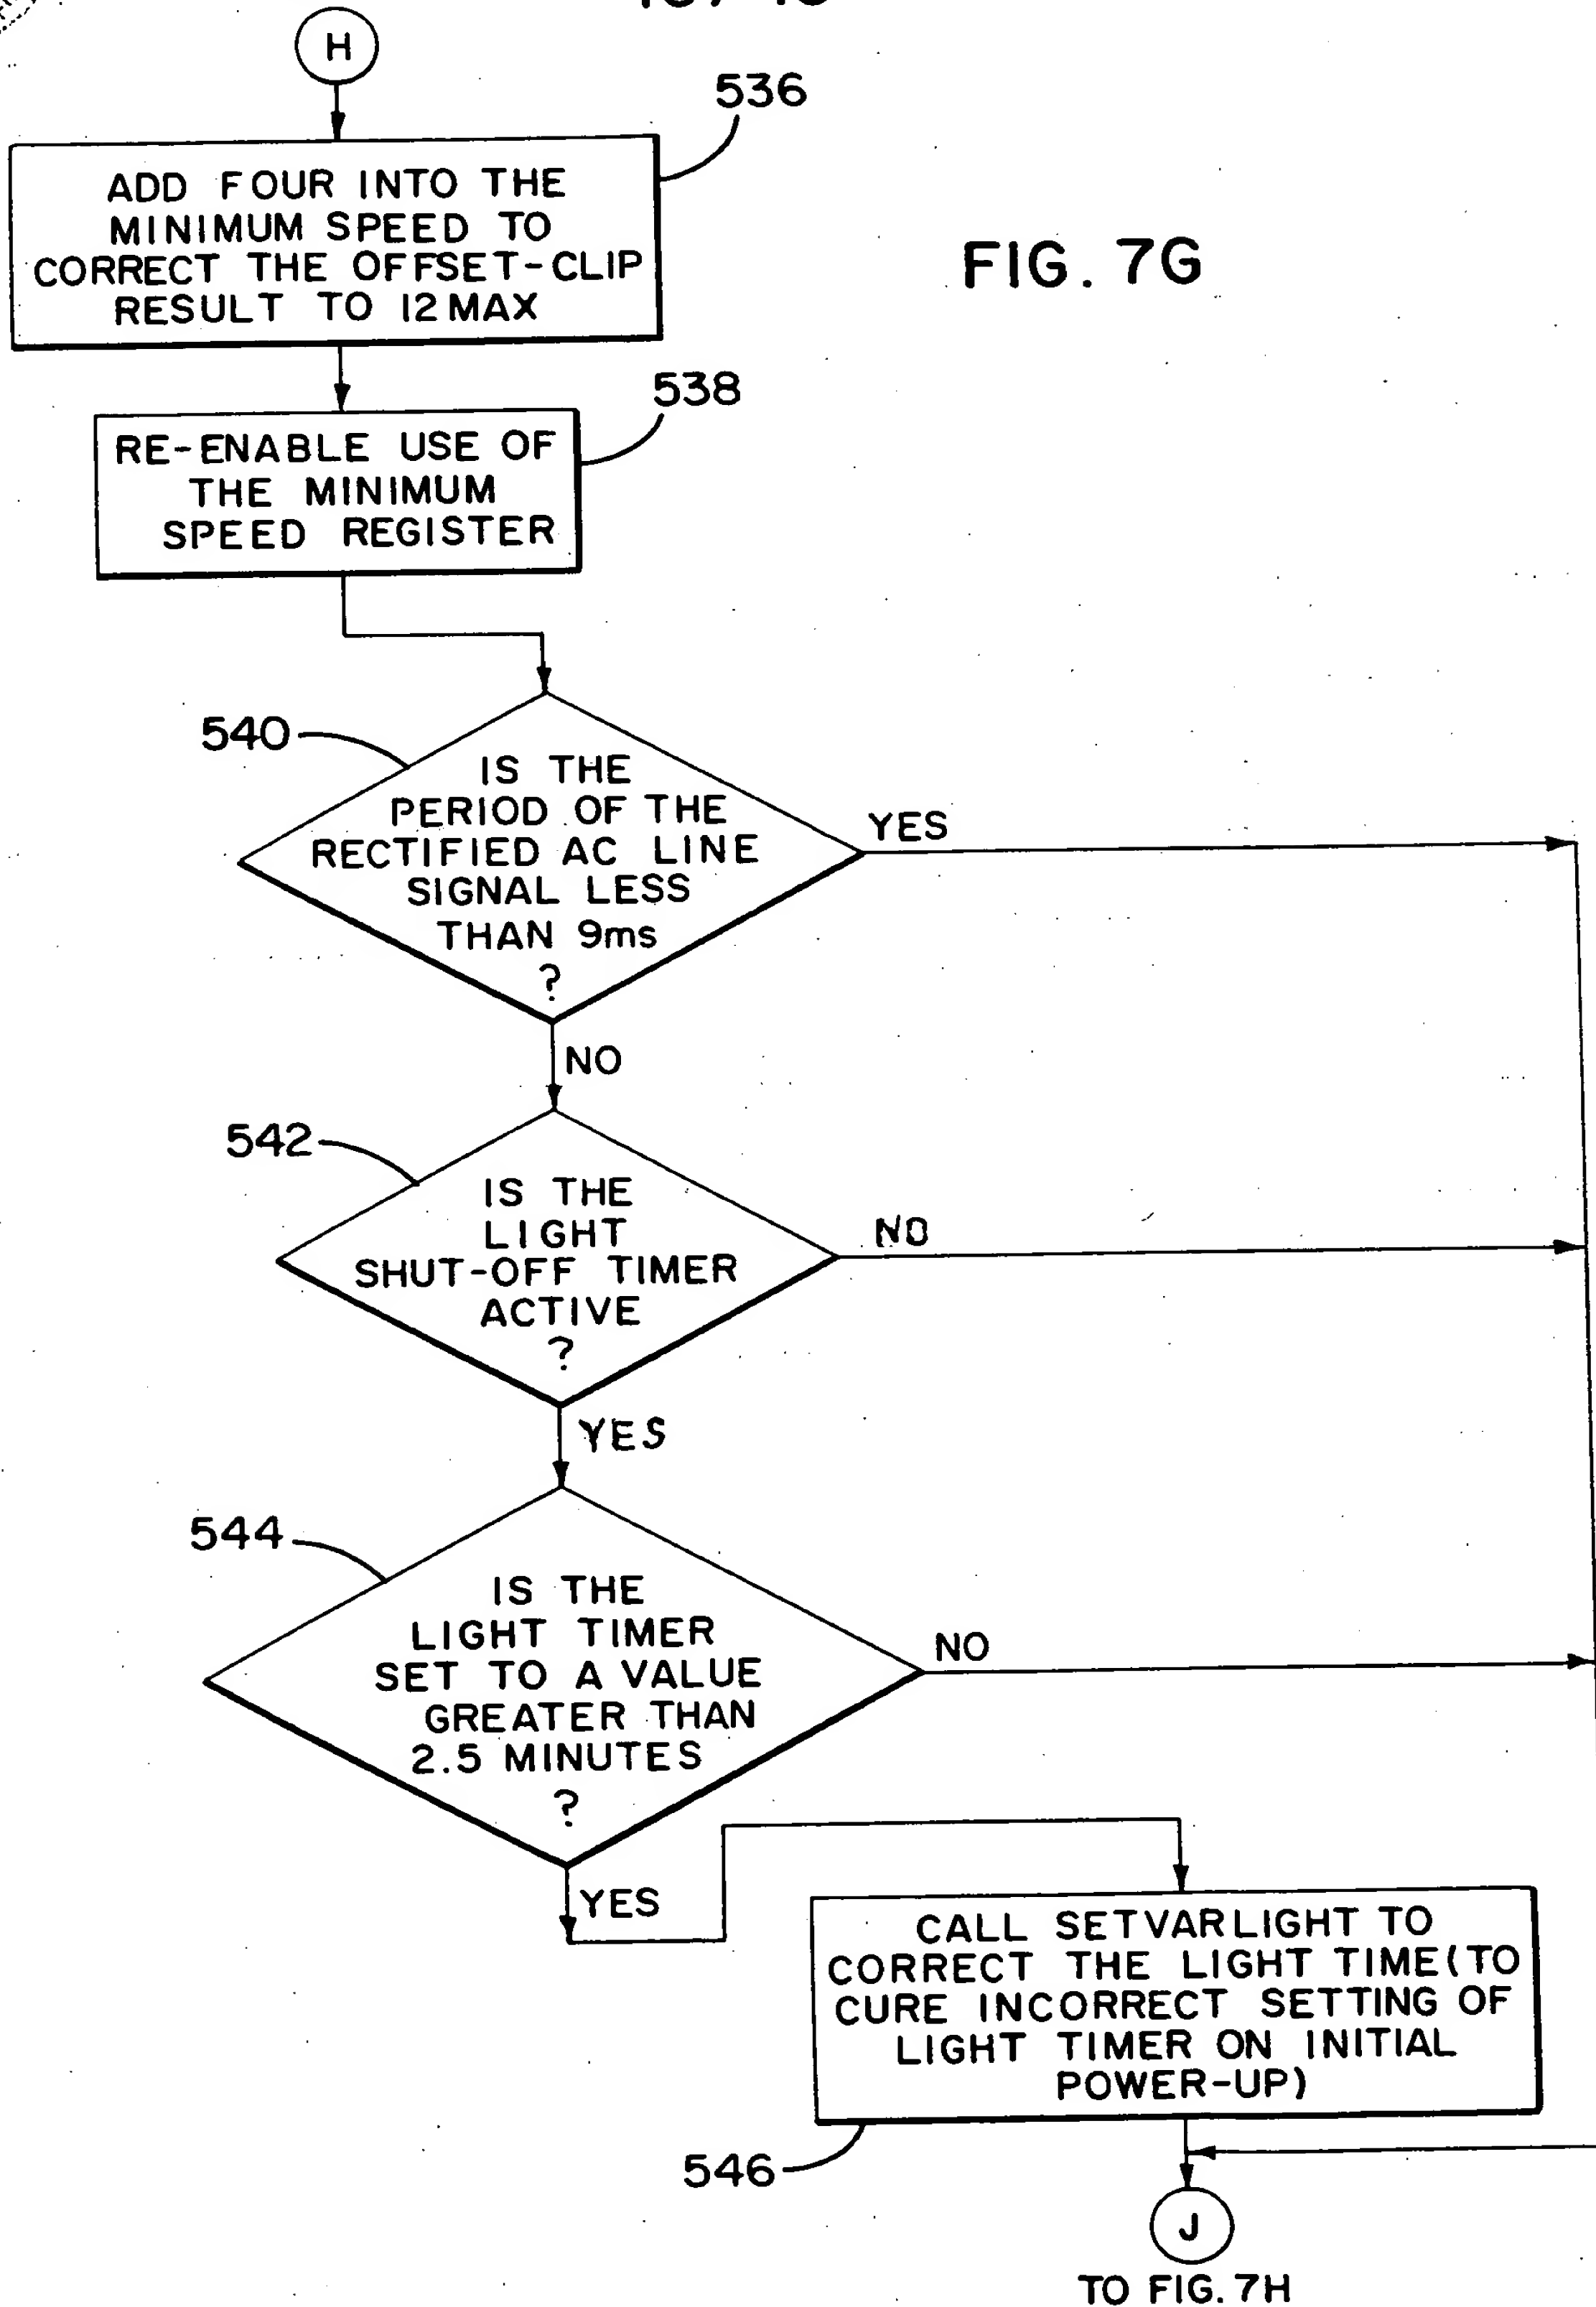 H
536
ADD FOUR INTO THE
MINIMUM SPEED TO
CORRECT THE OFFSET-CLIP
RESULT TO 12 MAX
FIG. 7G
538
RE-ENABLE USE OF
THE MINIMUM
SPEED REGISTER
540
IS THE
PERIOD OF THE
RECTIFIED AC LINE
SIGNAL LESS
THAN 9ms
?
YES
NO
542
IS THE
LIGHT
SHUT-OFF TIMER
ACTIVE
?
NO
YES
544
IS THE
LIGHT TIMER
SET TO A VALUE
GREATER THAN
2.5 MINUTES
?
NO
YES
CALL SETVARLIGHT TO
CORRECT THE LIGHT TIME(TO
CURE INCORRECT SETTING OF
LIGHT TIMER ON INITIAL
POWER-UP)
546
J
TO FIG. 7H